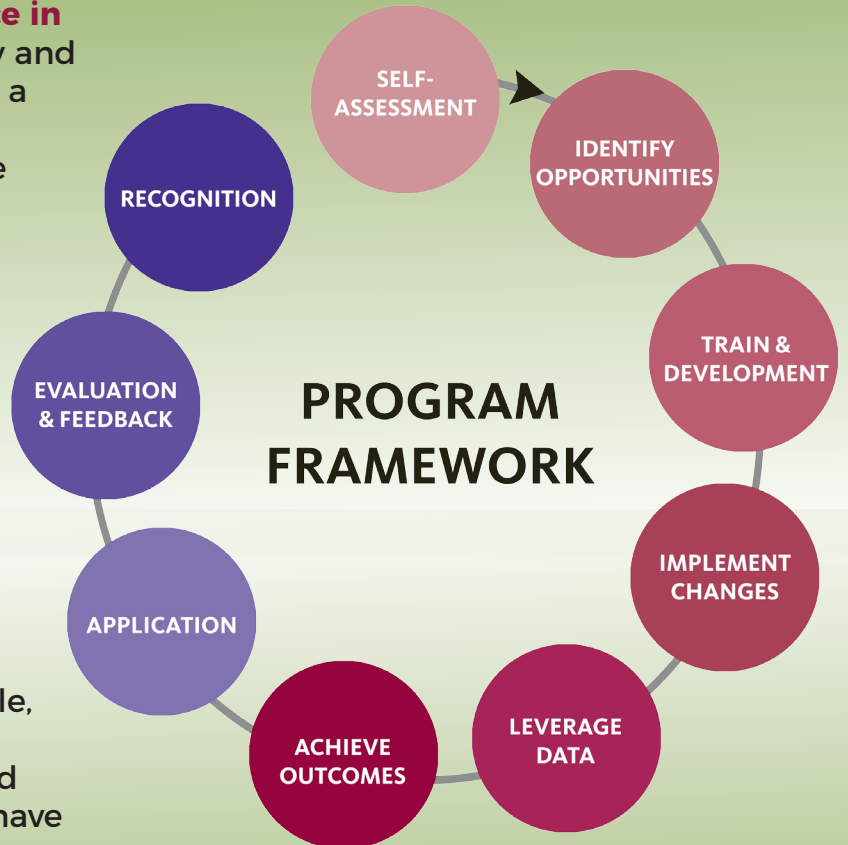 ce in
y and
a
e
SELF-
ASSESSMENT
IDENTIFY
OPPORTUNITIES
TRAIN &
DEVELOPMENT
IMPLEMENT
CHANGES
LEVERAGE
DATA
ACHIEVE
OUTCOMES
APPLICATION
EVALUATION
& FEEDBACK
RECOGNITION
PROGRAM
FRAMEWORK
le,
d
have